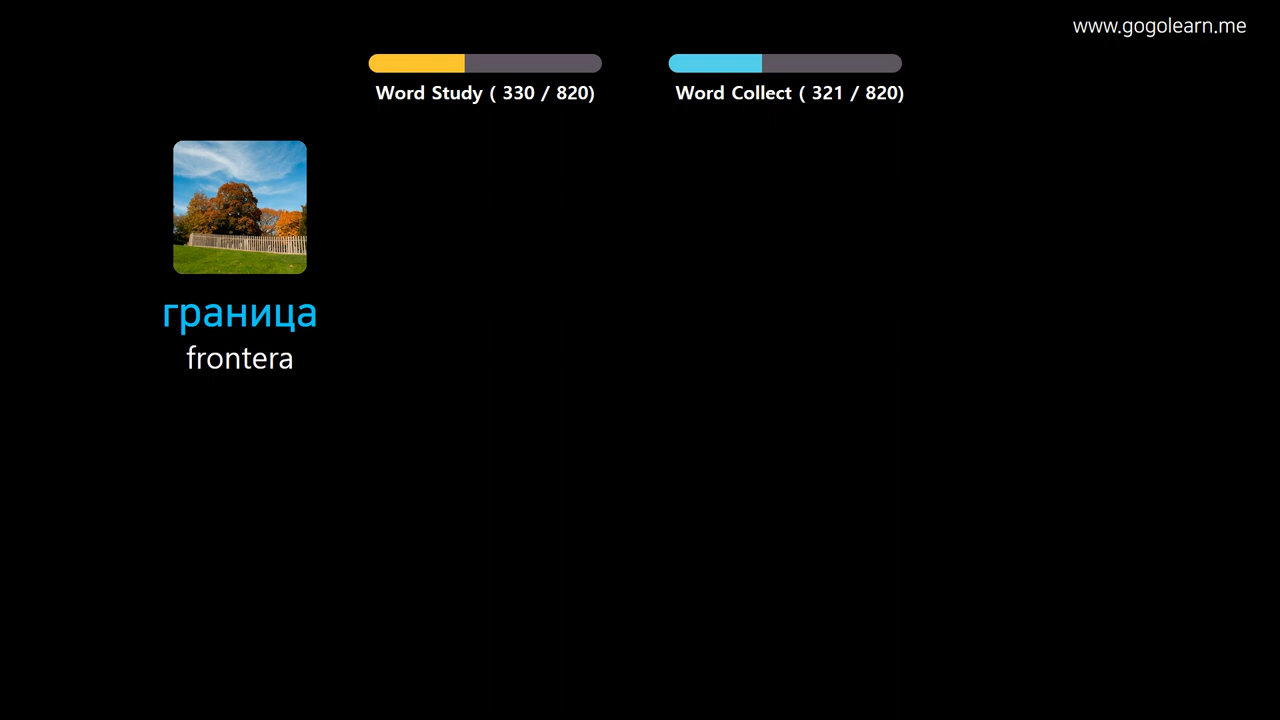 www.gogolearn.me
Word Study ( 330 / 820)
Word Collect ( 321 / 820)
граница
frontera